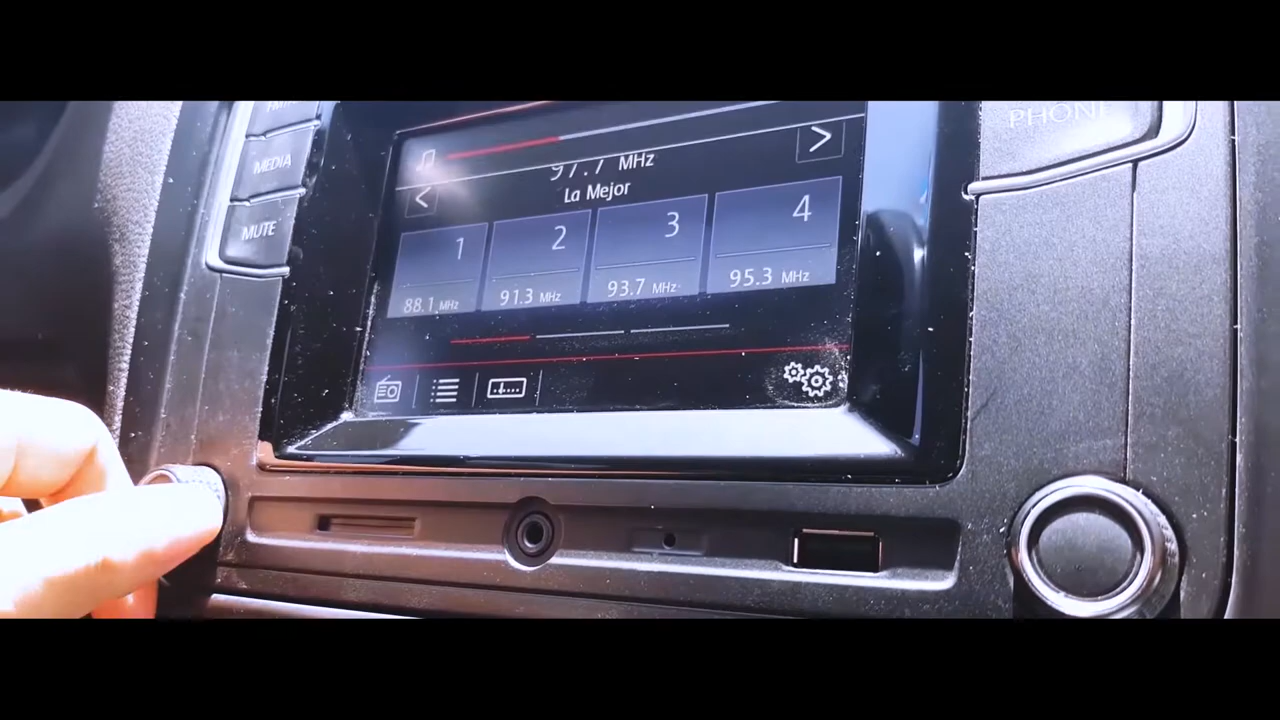 MEDIA
MUTE
PHONE
97.7 MHz
La Mejor
1
2
3
4
88.1 MHz
91.3 MHz
93.7 MHz
95.3 MHz